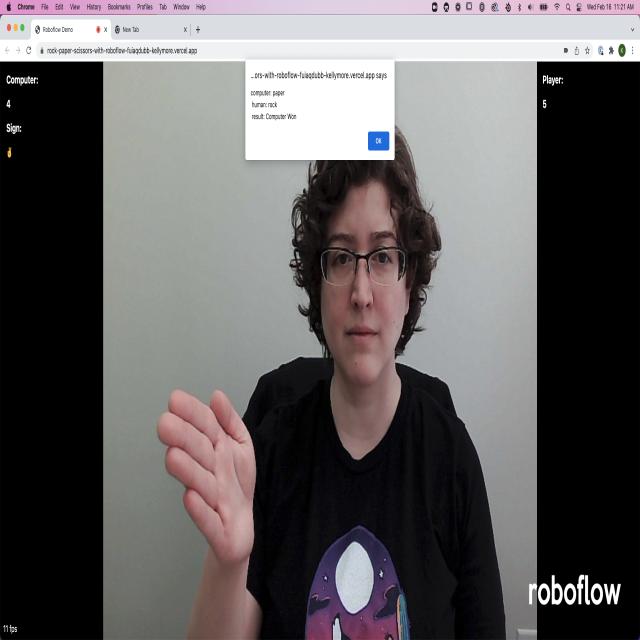 Chrome File Edit View History Bookmarks Profiles Tab Window Help
Wed Feb 16 11:21 AM
Roboflow Demo
New Tab
rock-paper-scissors-with-roboflow-fuiaqdubb-kellymore.vercel.app
Computer:
4
Sign:
...ors-with-roboflow-fuiaqdubb-kellymore.vercel.app says
computer: paper
human: rock
result: Computer Won
OK
Player:
5
roboflow
11 fps